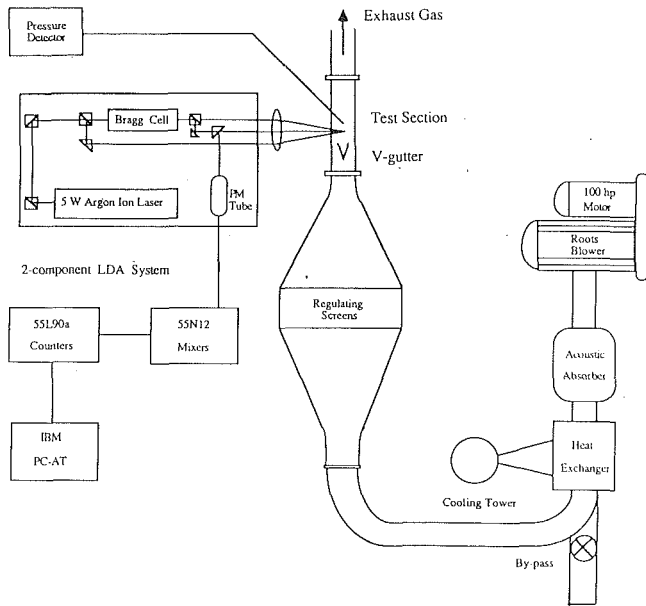 Pressure
Detector
Exhaust Gas
Bragg Cell
Test Section
V-gutter
5 W Argon Ion Laser
PM
Tube
100 hp
Motor
Roots
Blower
2-component LDA System
55L90a
Counters
55N12
Mixers
Regulating
Screens
Acoustic
Absorber
IBM
PC-AT
Heat
Exchanger
Cooling Tower
By-pass